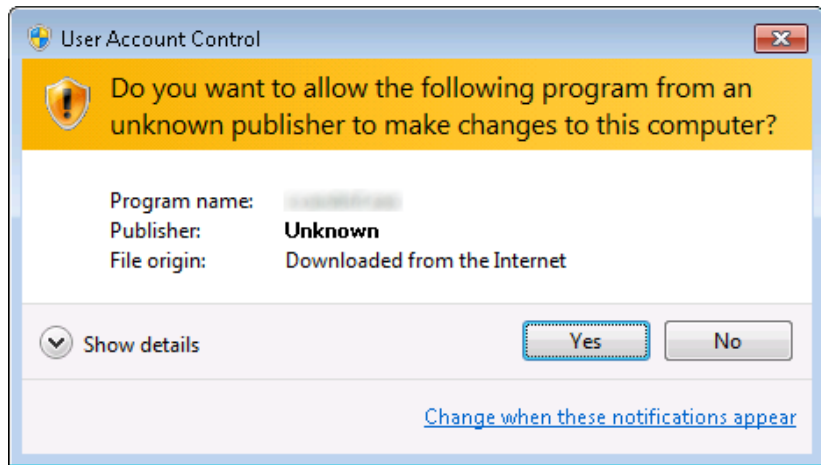 User Account Control
Do you want to allow the following program from an
unknown publisher to make changes to this computer?
Program name:
Publisher: Unknown
File origin: Downloaded from the Internet
Show details
Yes
No
Change when these notifications appear